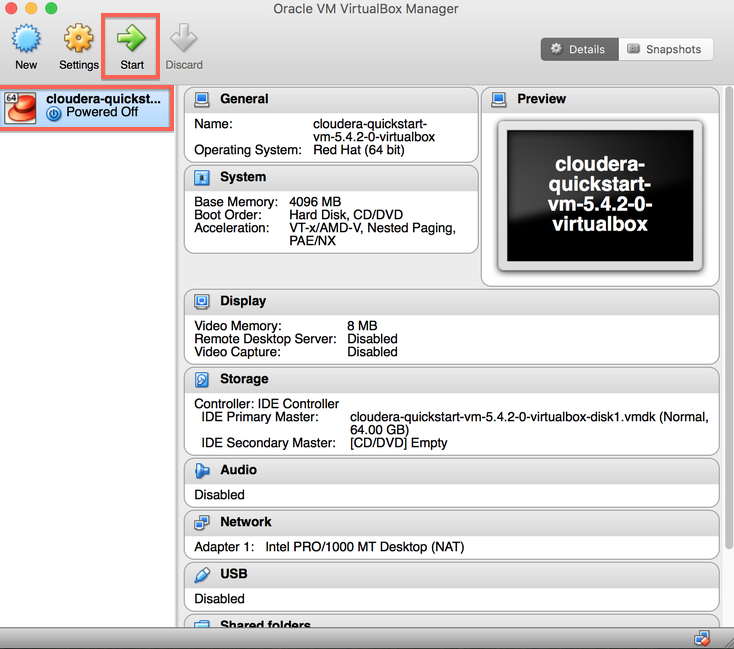 Oracle VM VirtualBox Manager
New
Settings
Start
Discard
Details
Snapshots
64
cloudera-quickst...
Powered Off
General
Name: cloudera-quickstart-
vm-5.4.2-0-virtualbox
Operating System: Red Hat (64 bit)
System
Base Memory: 4096 MB
Boot Order: Hard Disk, CD/DVD
Acceleration: VT-x/AMD-V, Nested Paging,
PAE/NX
Preview
cloudera-
quickstart-
vm-5.4.2-0-
virtualbox
Display
Video Memory: 8 MB
Remote Desktop Server: Disabled
Video Capture: Disabled
Storage
Controller: IDE Controller
IDE Primary Master: cloudera-quickstart-vm-5.4.2-0-virtualbox-disk1.vmdk (Normal,
64.00 GB)
IDE Secondary Master: [CD/DVD] Empty
Audio
Disabled
Network
Adapter 1: Intel PRO/1000 MT Desktop (NAT)
USB
Disabled
Shared folders